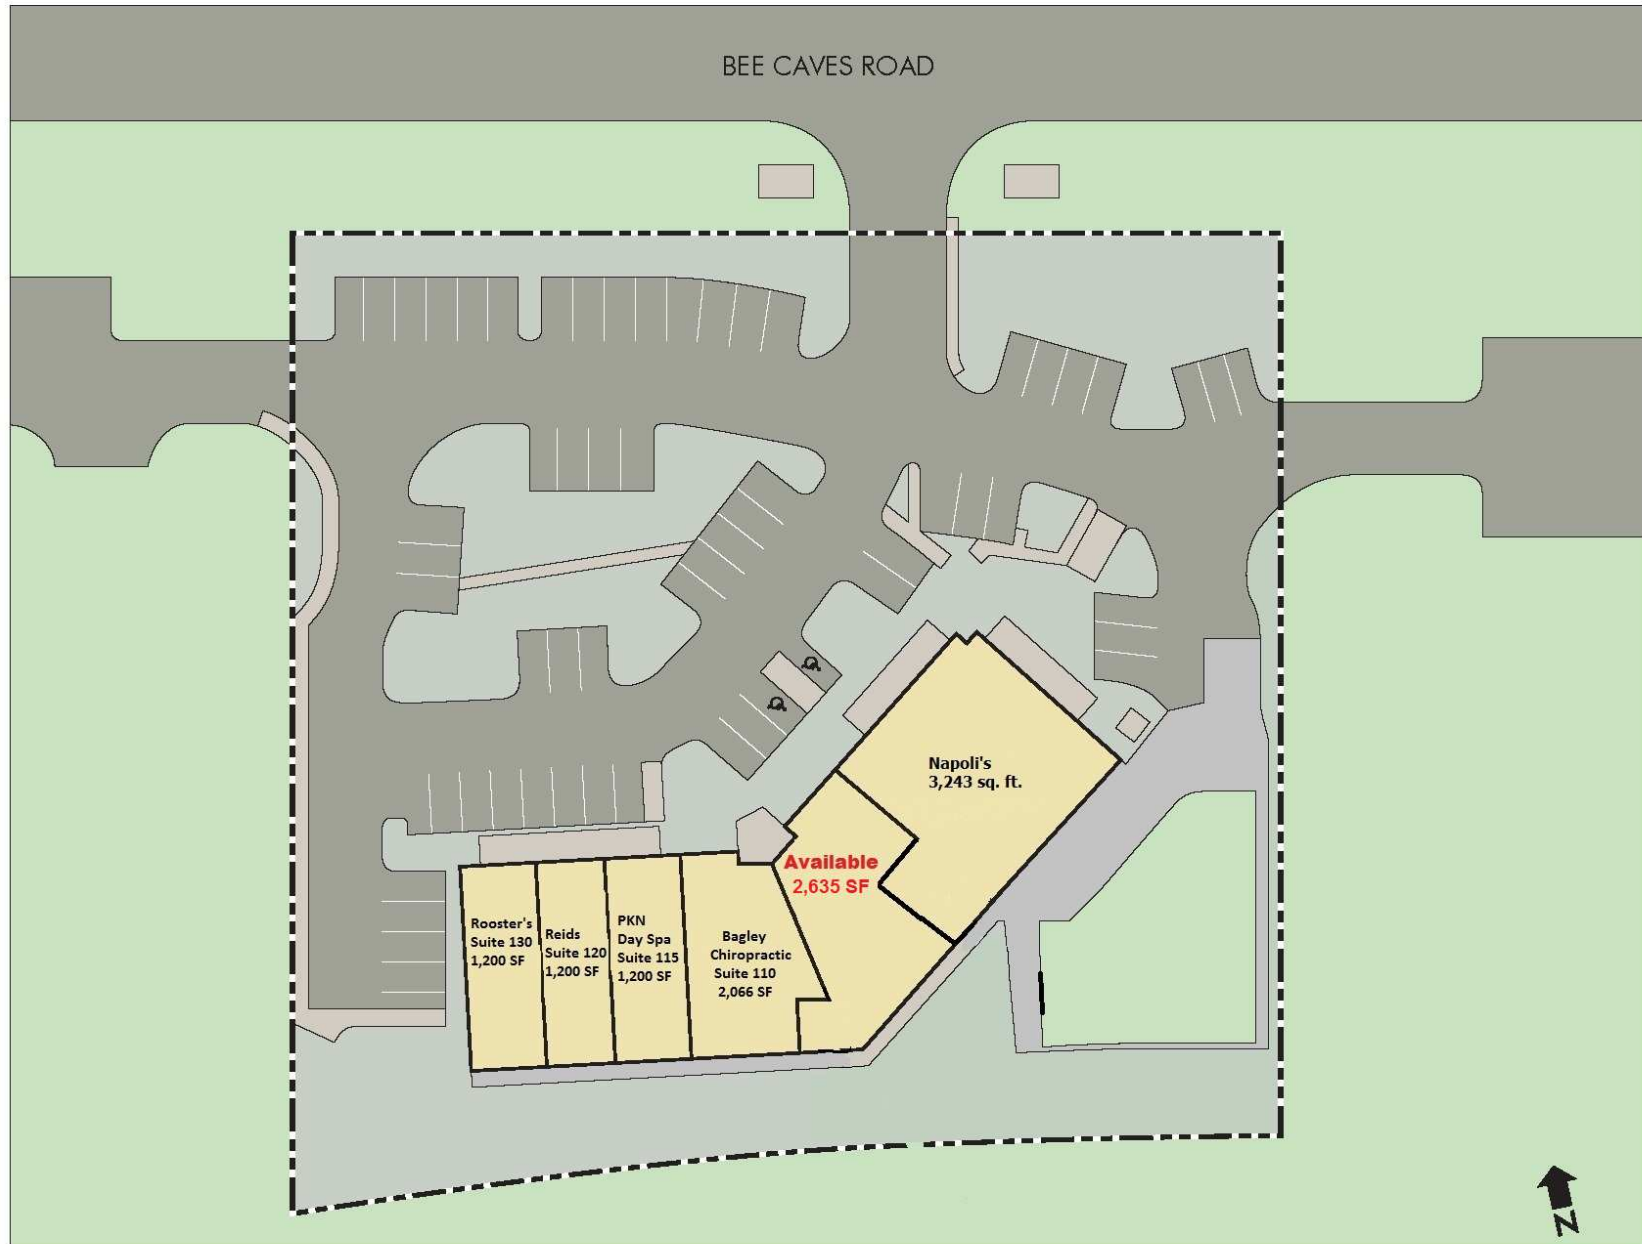 BEE CAVES ROAD
Napoli's
3,243 sq. ft.
Available
2,635 SF
Rooster's
Suite 130
1,200 SF
Reids
Suite 120
1,200 SF
PKN
Day Spa
Suite 115
1,200 SF
Bagley
Chiropractic
Suite 110
2,066 SF
N